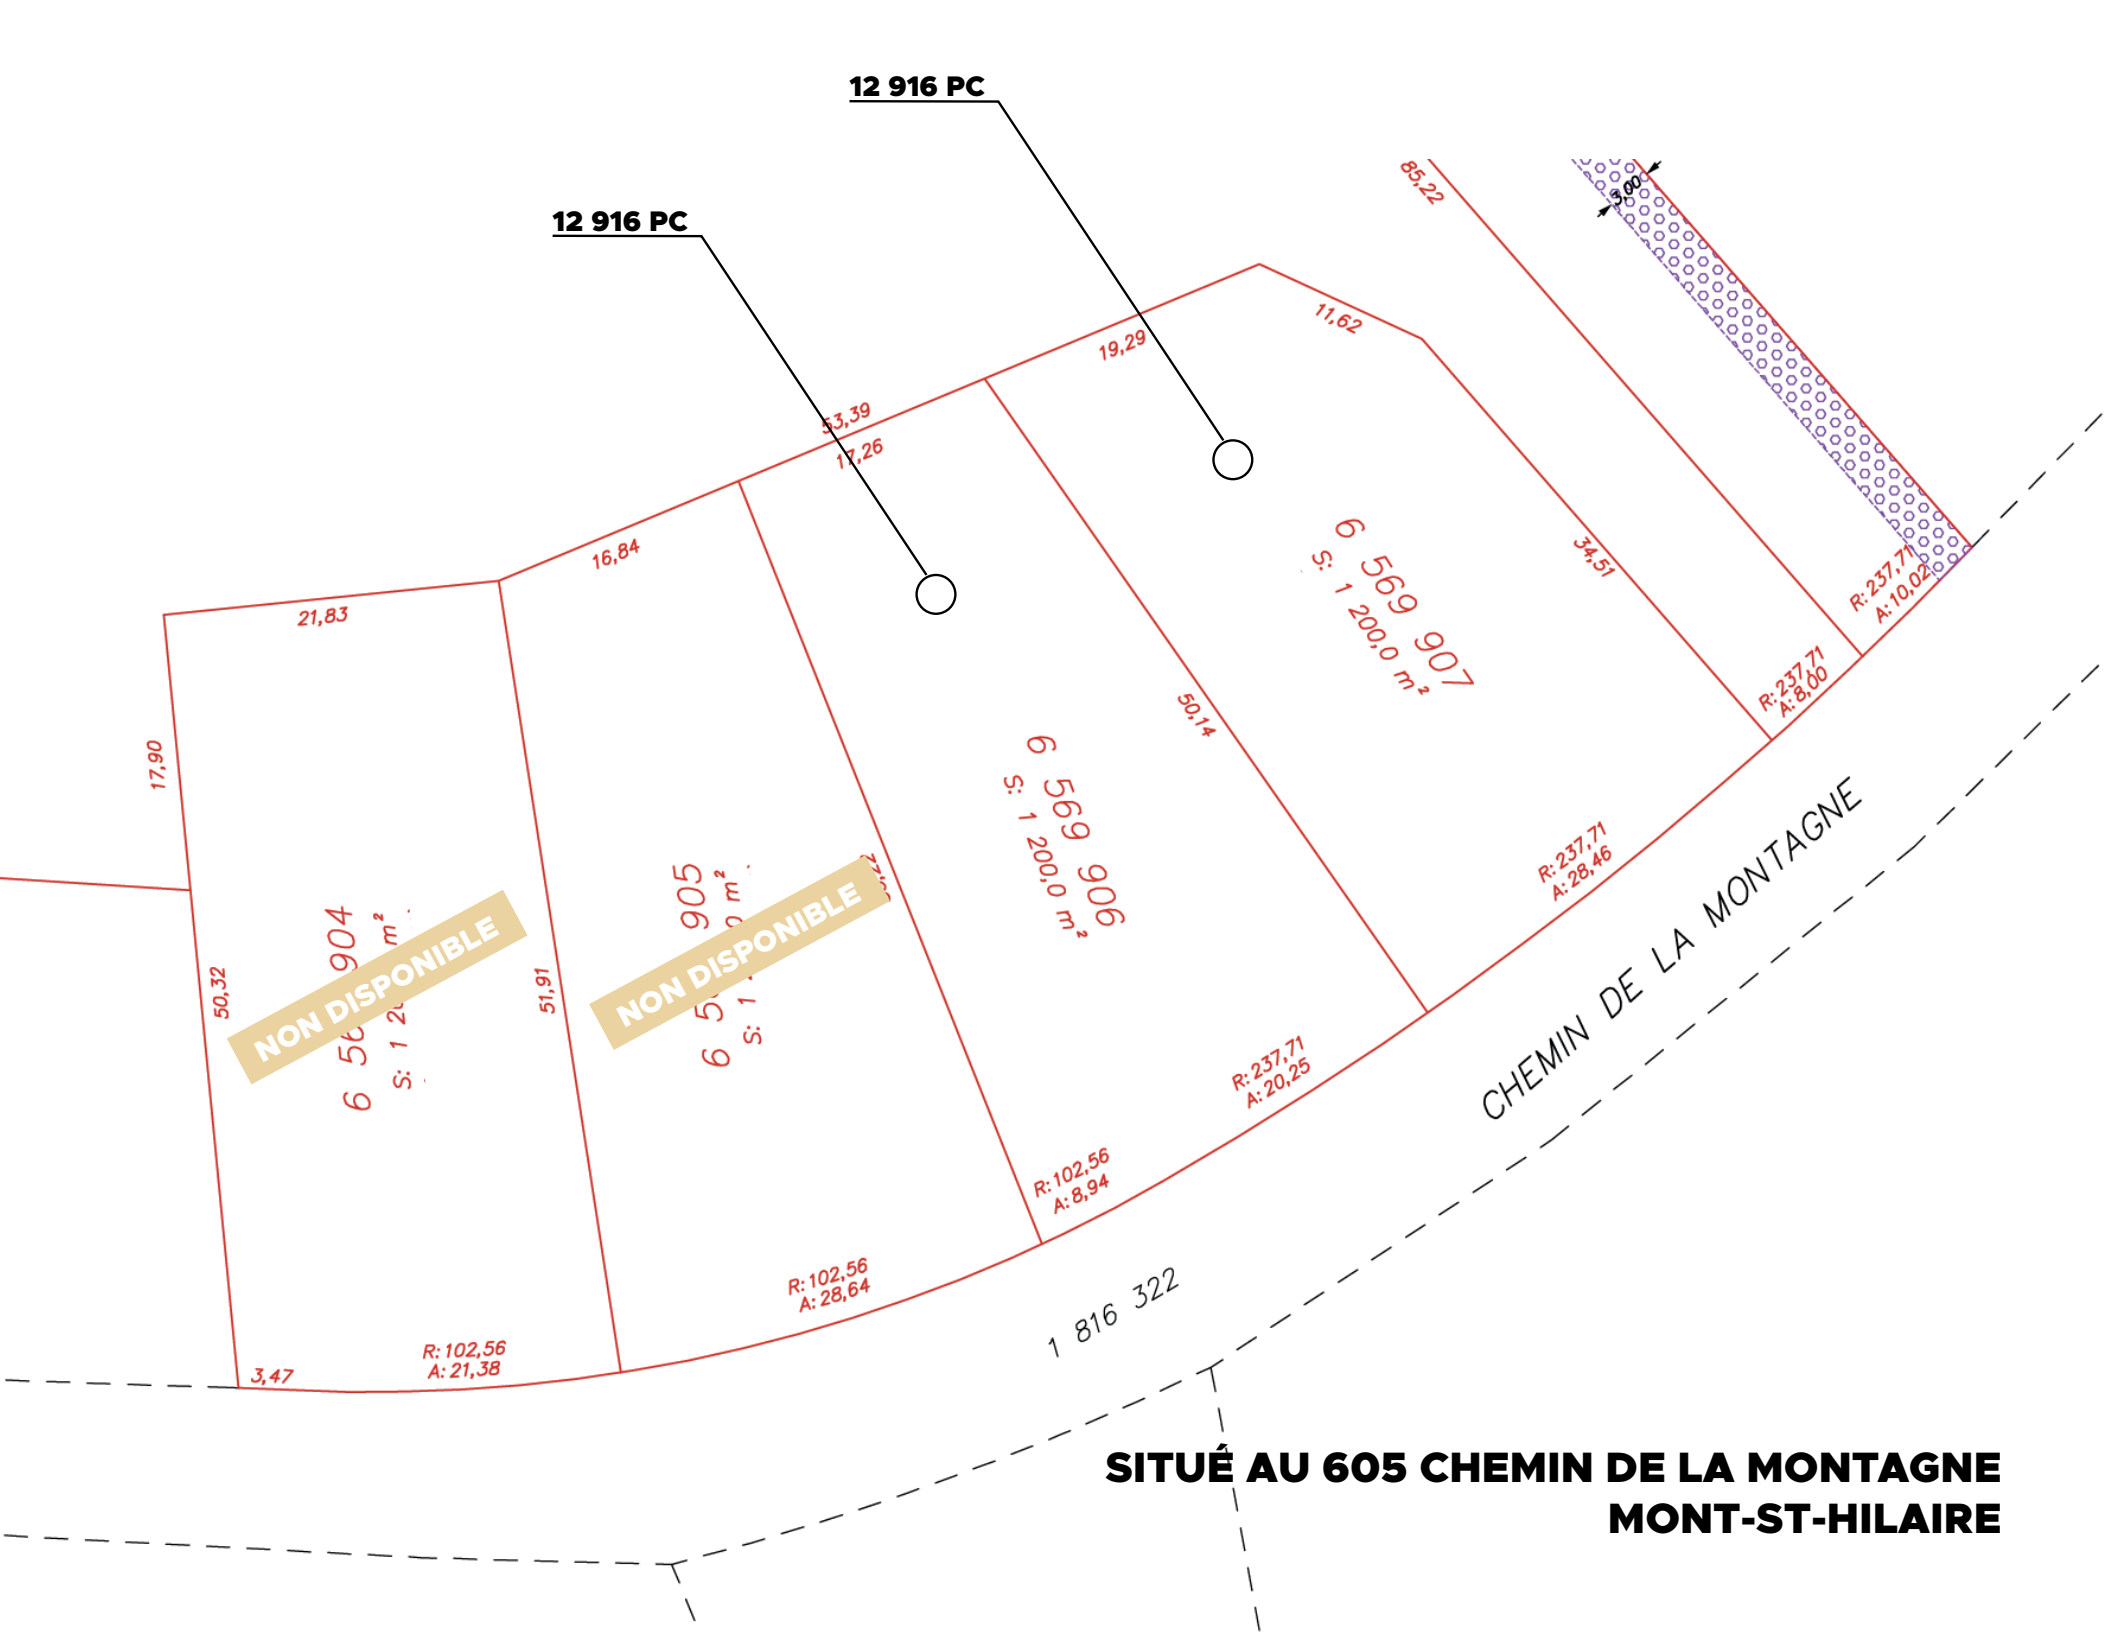 12 916 PC
12 916 PC
85,22
3,00
11,62
19,29
53,39
17,26
16,84
21,83
34,51
6 569 907
S: 1 200,0 m²
R: 237,71
A: 10,02
R: 237,71
A: 8,00
50,14
17,90
6 569 906
S: 1 200,0 m²
R: 237,71
A: 28,46
CHEMIN DE LA MONTAGNE
905
m²
NON DISPONIBLE
904
m²
NON DISPONIBLE
50,32
51,91
R: 237,71
A: 20,25
R: 102,56
A: 8,94
R: 102,56
A: 28,64
1 816 322
R: 102,56
A: 21,38
3,47
SITUÉ AU 605 CHEMIN DE LA MONTAGNE
MONT-ST-HILAIRE